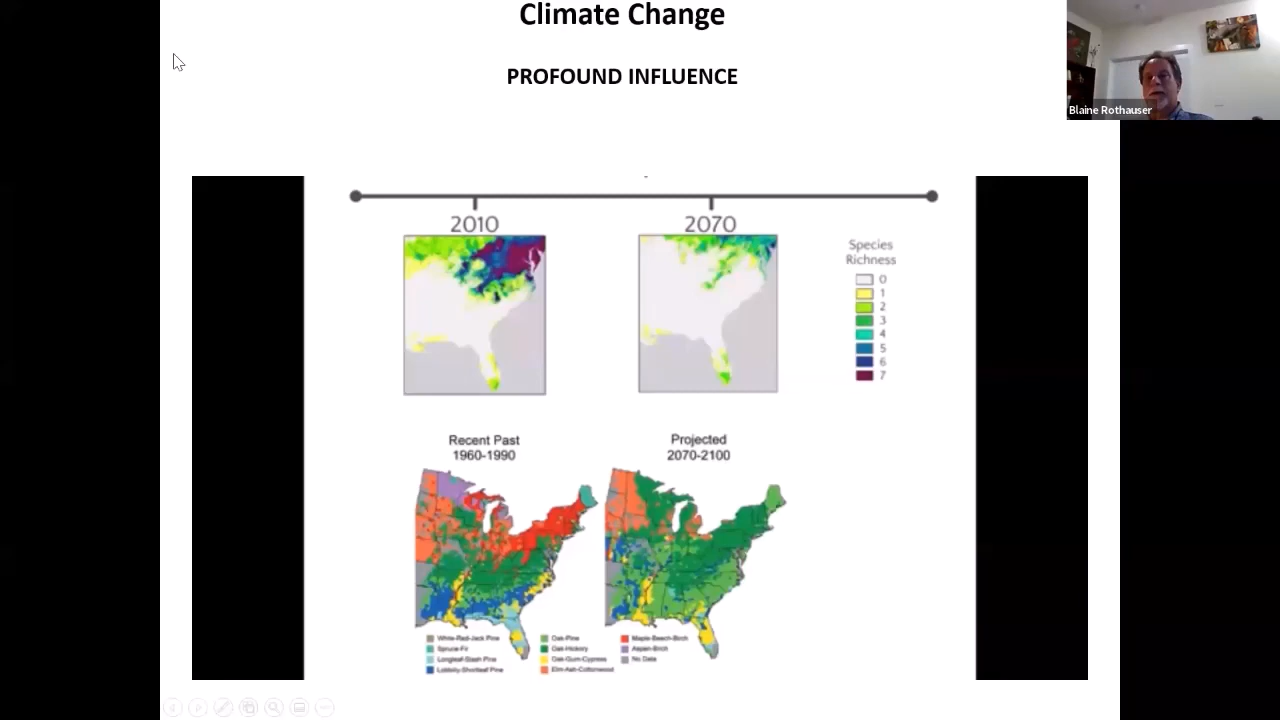 Climate Change
PROFOUND INFLUENCE
Blaine Rothauser
2010
2070
Species
Richness
0
1
2
3
4
5
6
7
Recent Past
1960-1990
Projected
2070-2100
White-Red-Jack Pine
Spruce-Fir
Longleaf-Slash Pine
Loblolly-Shortleaf Pine
Oak-Pine
Oak-Hickory
Oak-Gum-Cypress
Elm-Ash-Cottonwood
Maple-Beech-Birch
Aspen-Birch
No Data